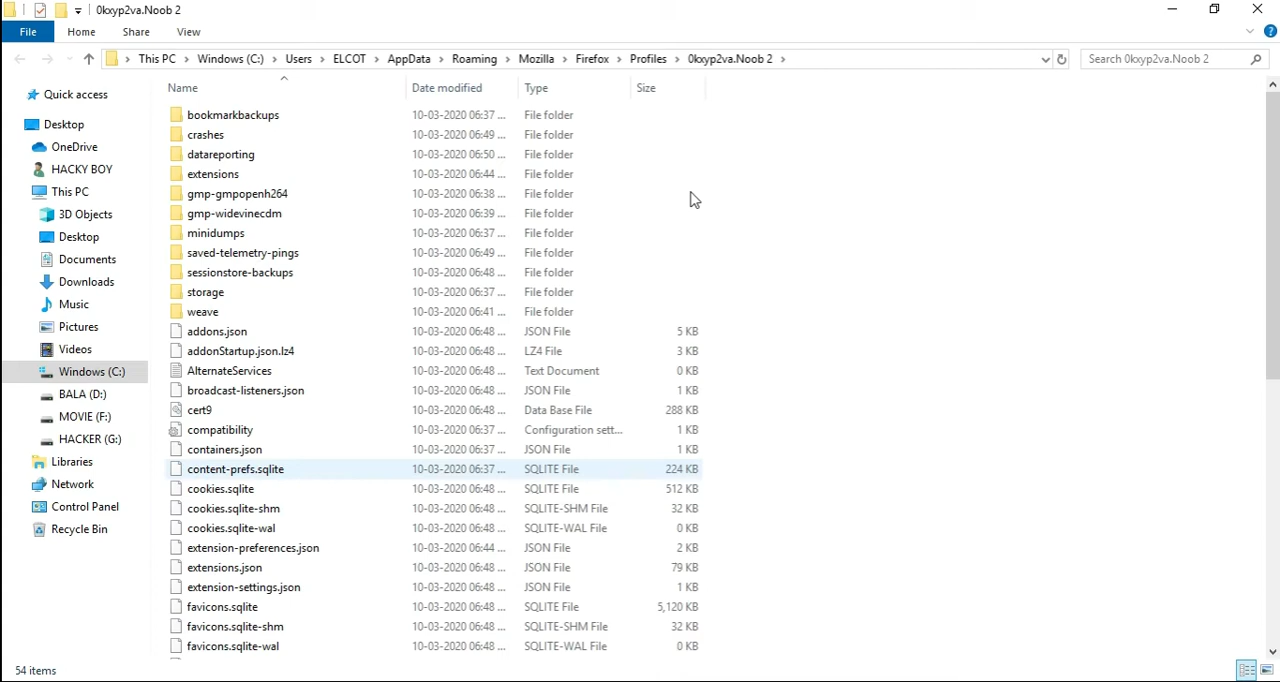 0kxyp2va.Noob 2
File Home Share View
This PC Windows (C:) Users ELCOT AppData Roaming Mozilla Firefox Profiles 0kxyp2va.Noob 2 Search 0kxyp2va.Noob 2
Quick access
Desktop
OneDrive
HACKY BOY
This PC
3D Objects
Desktop
Documents
Downloads
Music
Pictures
Videos
Windows (C:)
BALA (D:)
MOVIE (F:)
HACKER (G:)
Libraries
Network
Control Panel
Recycle Bin
Name Date modified Type Size
bookmarkbackups 10-03-2020 06:37 ... File folder
crashes 10-03-2020 06:49 ... File folder
datareporting 10-03-2020 06:50 ... File folder
extensions 10-03-2020 06:44 ... File folder
gmp-gmpopenh264 10-03-2020 06:38 ... File folder
gmp-widevinecdm 10-03-2020 06:39 ... File folder
minidumps 10-03-2020 06:37 ... File folder
saved-telemetry-pings 10-03-2020 06:49 ... File folder
sessionstore-backups 10-03-2020 06:48 ... File folder
storage 10-03-2020 06:37 ... File folder
weave 10-03-2020 06:41 ... File folder
addons.json 10-03-2020 06:48 ... JSON File 5 KB
addonStartup.json.lz4 10-03-2020 06:48 ... LZ4 File 3 KB
AlternateServices 10-03-2020 06:48 ... Text Document 0 KB
broadcast-listeners.json 10-03-2020 06:48 ... JSON File 1 KB
cert9 10-03-2020 06:48 ... Data Base File 288 KB
compatibility 10-03-2020 06:37 ... Configuration sett... 1 KB
containers.json 10-03-2020 06:37 ... JSON File 1 KB
content-prefs.sqlite 10-03-2020 06:37 ... SQLITE File 224 KB
cookies.sqlite 10-03-2020 06:48 ... SQLITE File 512 KB
cookies.sqlite-shm 10-03-2020 06:48 ... SQLITE-SHM File 32 KB
cookies.sqlite-wal 10-03-2020 06:48 ... SQLITE-WAL File 0 KB
extension-preferences.json 10-03-2020 06:44 ... JSON File 2 KB
extensions.json 10-03-2020 06:48 ... JSON File 79 KB
extension-settings.json 10-03-2020 06:48 ... JSON File 1 KB
favicons.sqlite 10-03-2020 06:48 ... SQLITE File 5,120 KB
favicons.sqlite-shm 10-03-2020 06:48 ... SQLITE-SHM File 32 KB
favicons.sqlite-wal 10-03-2020 06:48 ... SQLITE-WAL File 0 KB
54 items